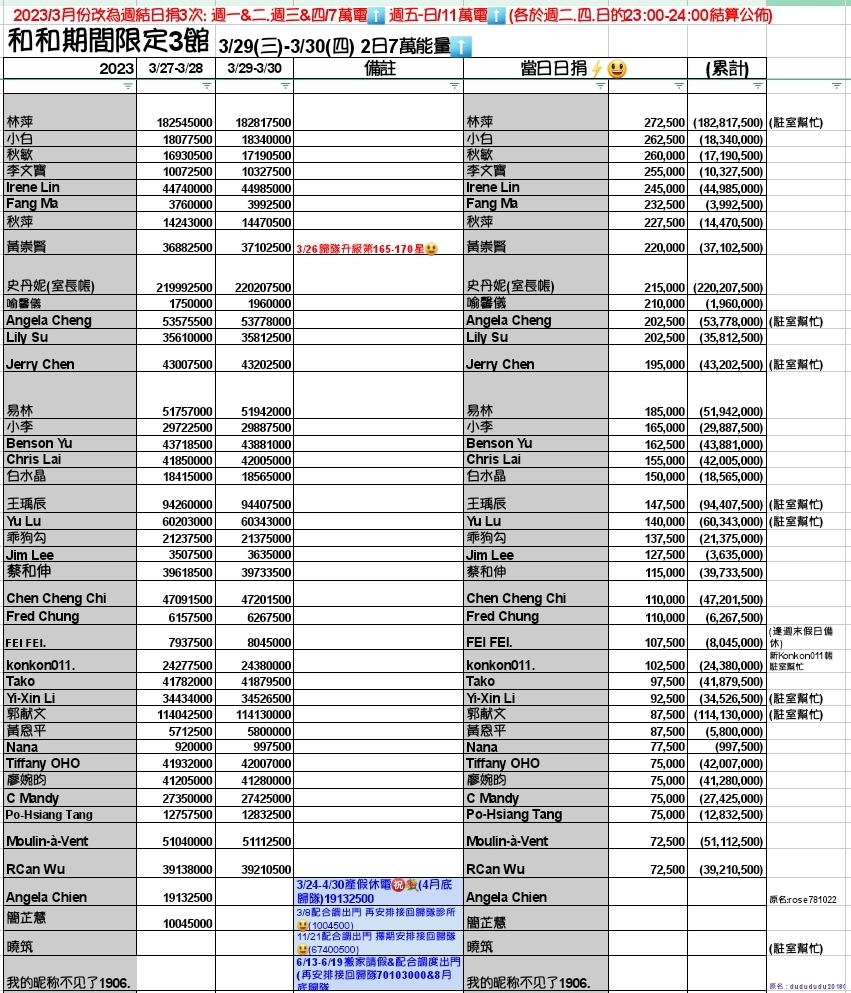 2023/3月份改為週結日捐3次: 週一&二.週三&四/7萬電⬆️ 週五-日/11萬電⬆️ (各於週二.四.日的23:00-24:00結算公佈)
和和期間限定3館 3/29(三)-3/30(四) 2日7萬能量⬆️
2023 3/27-3/28 3/29-3/30 備註 當日日捐⚡😃 (累計)
林萍 182545000 182817500 林萍 272,500 (182,817,500) (駐室幫忙)
小白 18077500 18340000 小白 262,500 (18,340,000)
秋敏 16930500 17190500 秋敏 260,000 (17,190,500)
李文寶 10072500 10327500 李文寶 255,000 (10,327,500)
Irene Lin 44740000 44985000 Irene Lin 245,000 (44,985,000)
Fang Ma 3760000 3992500 Fang Ma 232,500 (3,992,500)
秋萍 14243000 14470500 秋萍 227,500 (14,470,500)
黃崇賢 36882500 37102500 3/26歸隊升級第165-170星😃 黃崇賢 220,000 (37,102,500)
史丹妮(室長帳) 219992500 220207500 史丹妮(室長帳) 215,000 (220,207,500)
喻馨儀 1750000 1960000 喻馨儀 210,000 (1,960,000)
Angela Cheng 53575500 53778000 Angela Cheng 202,500 (53,778,000) (駐室幫忙)
Lily Su 35610000 35812500 Lily Su 202,500 (35,812,500)
Jerry Chen 43007500 43202500 Jerry Chen 195,000 (43,202,500) (駐室幫忙)
易林 51757000 51942000 易林 185,000 (51,942,000)
小李 29722500 29887500 小李 165,000 (29,887,500)
Benson Yu 43718500 43881000 Benson Yu 162,500 (43,881,000)
Chris Lai 41850000 42005000 Chris Lai 155,000 (42,005,000)
白水晶 18415000 18565000 白水晶 150,000 (18,565,000)
王瑀辰 94260000 94407500 王瑀辰 147,500 (94,407,500) (駐室幫忙)
Yu Lu 60203000 60343000 Yu Lu 140,000 (60,343,000) (駐室幫忙)
乖狗勾 21237500 21375000 乖狗勾 137,500 (21,375,000)
Jim Lee 3507500 3635000 Jim Lee 127,500 (3,635,000)
蔡和伸 39618500 39733500 蔡和伸 115,000 (39,733,500)
Chen Cheng Chi 47091500 47201500 Chen Cheng Chi 110,000 (47,201,500)
Fred Chung 6157500 6267500 Fred Chung 110,000 (6,267,500)
FEI FEI. 7937500 8045000 FEI FEI. 107,500 (8,045,000) (逢週末假日備休)
konkon011. 24277500 24380000 konkon011. 102,500 (24,380,000) 新Konkon011帳 駐室幫忙
Tako 41782000 41879500 Tako 97,500 (41,879,500)
Yi-Xin Li 34434000 34526500 Yi-Xin Li 92,500 (34,526,500) (駐室幫忙)
郭献文 114042500 114130000 郭献文 87,500 (114,130,000) (駐室幫忙)
黃恩平 5712500 5800000 黃恩平 87,500 (5,800,000)
Nana 920000 997500 Nana 77,500 (997,500)
Tiffany OHO 41932000 42007000 Tiffany OHO 75,000 (42,007,000)
廖婉昀 41205000 41280000 廖婉昀 75,000 (41,280,000)
C Mandy 27350000 27425000 C Mandy 75,000 (27,425,000)
Po-Hsiang Tang 12757500 12832500 Po-Hsiang Tang 75,000 (12,832,500)
Moulin-à-Vent 51040000 51112500 Moulin-à-Vent 72,500 (51,112,500)
RCan Wu 39138000 39210500 RCan Wu 72,500 (39,210,500)
Angela Chien 19132500 3/24-4/30產假休電㊗️💐(4月底歸隊)19132500 Angela Chien 原名:rose781022
簡芷慧 10045000 3/8配合調出門 再安排接回歸隊診所😃(1004500) 簡芷慧
曉筑 11/21配合調出門 擇期安排接回歸隊😃(67400500) 曉筑 (駐室幫忙)
我的昵称不见了1906. 6/13-6/19搬家請假&配合調度出門(再安排接回歸隊70103000&8月底歸隊 我的昵称不见了1906.